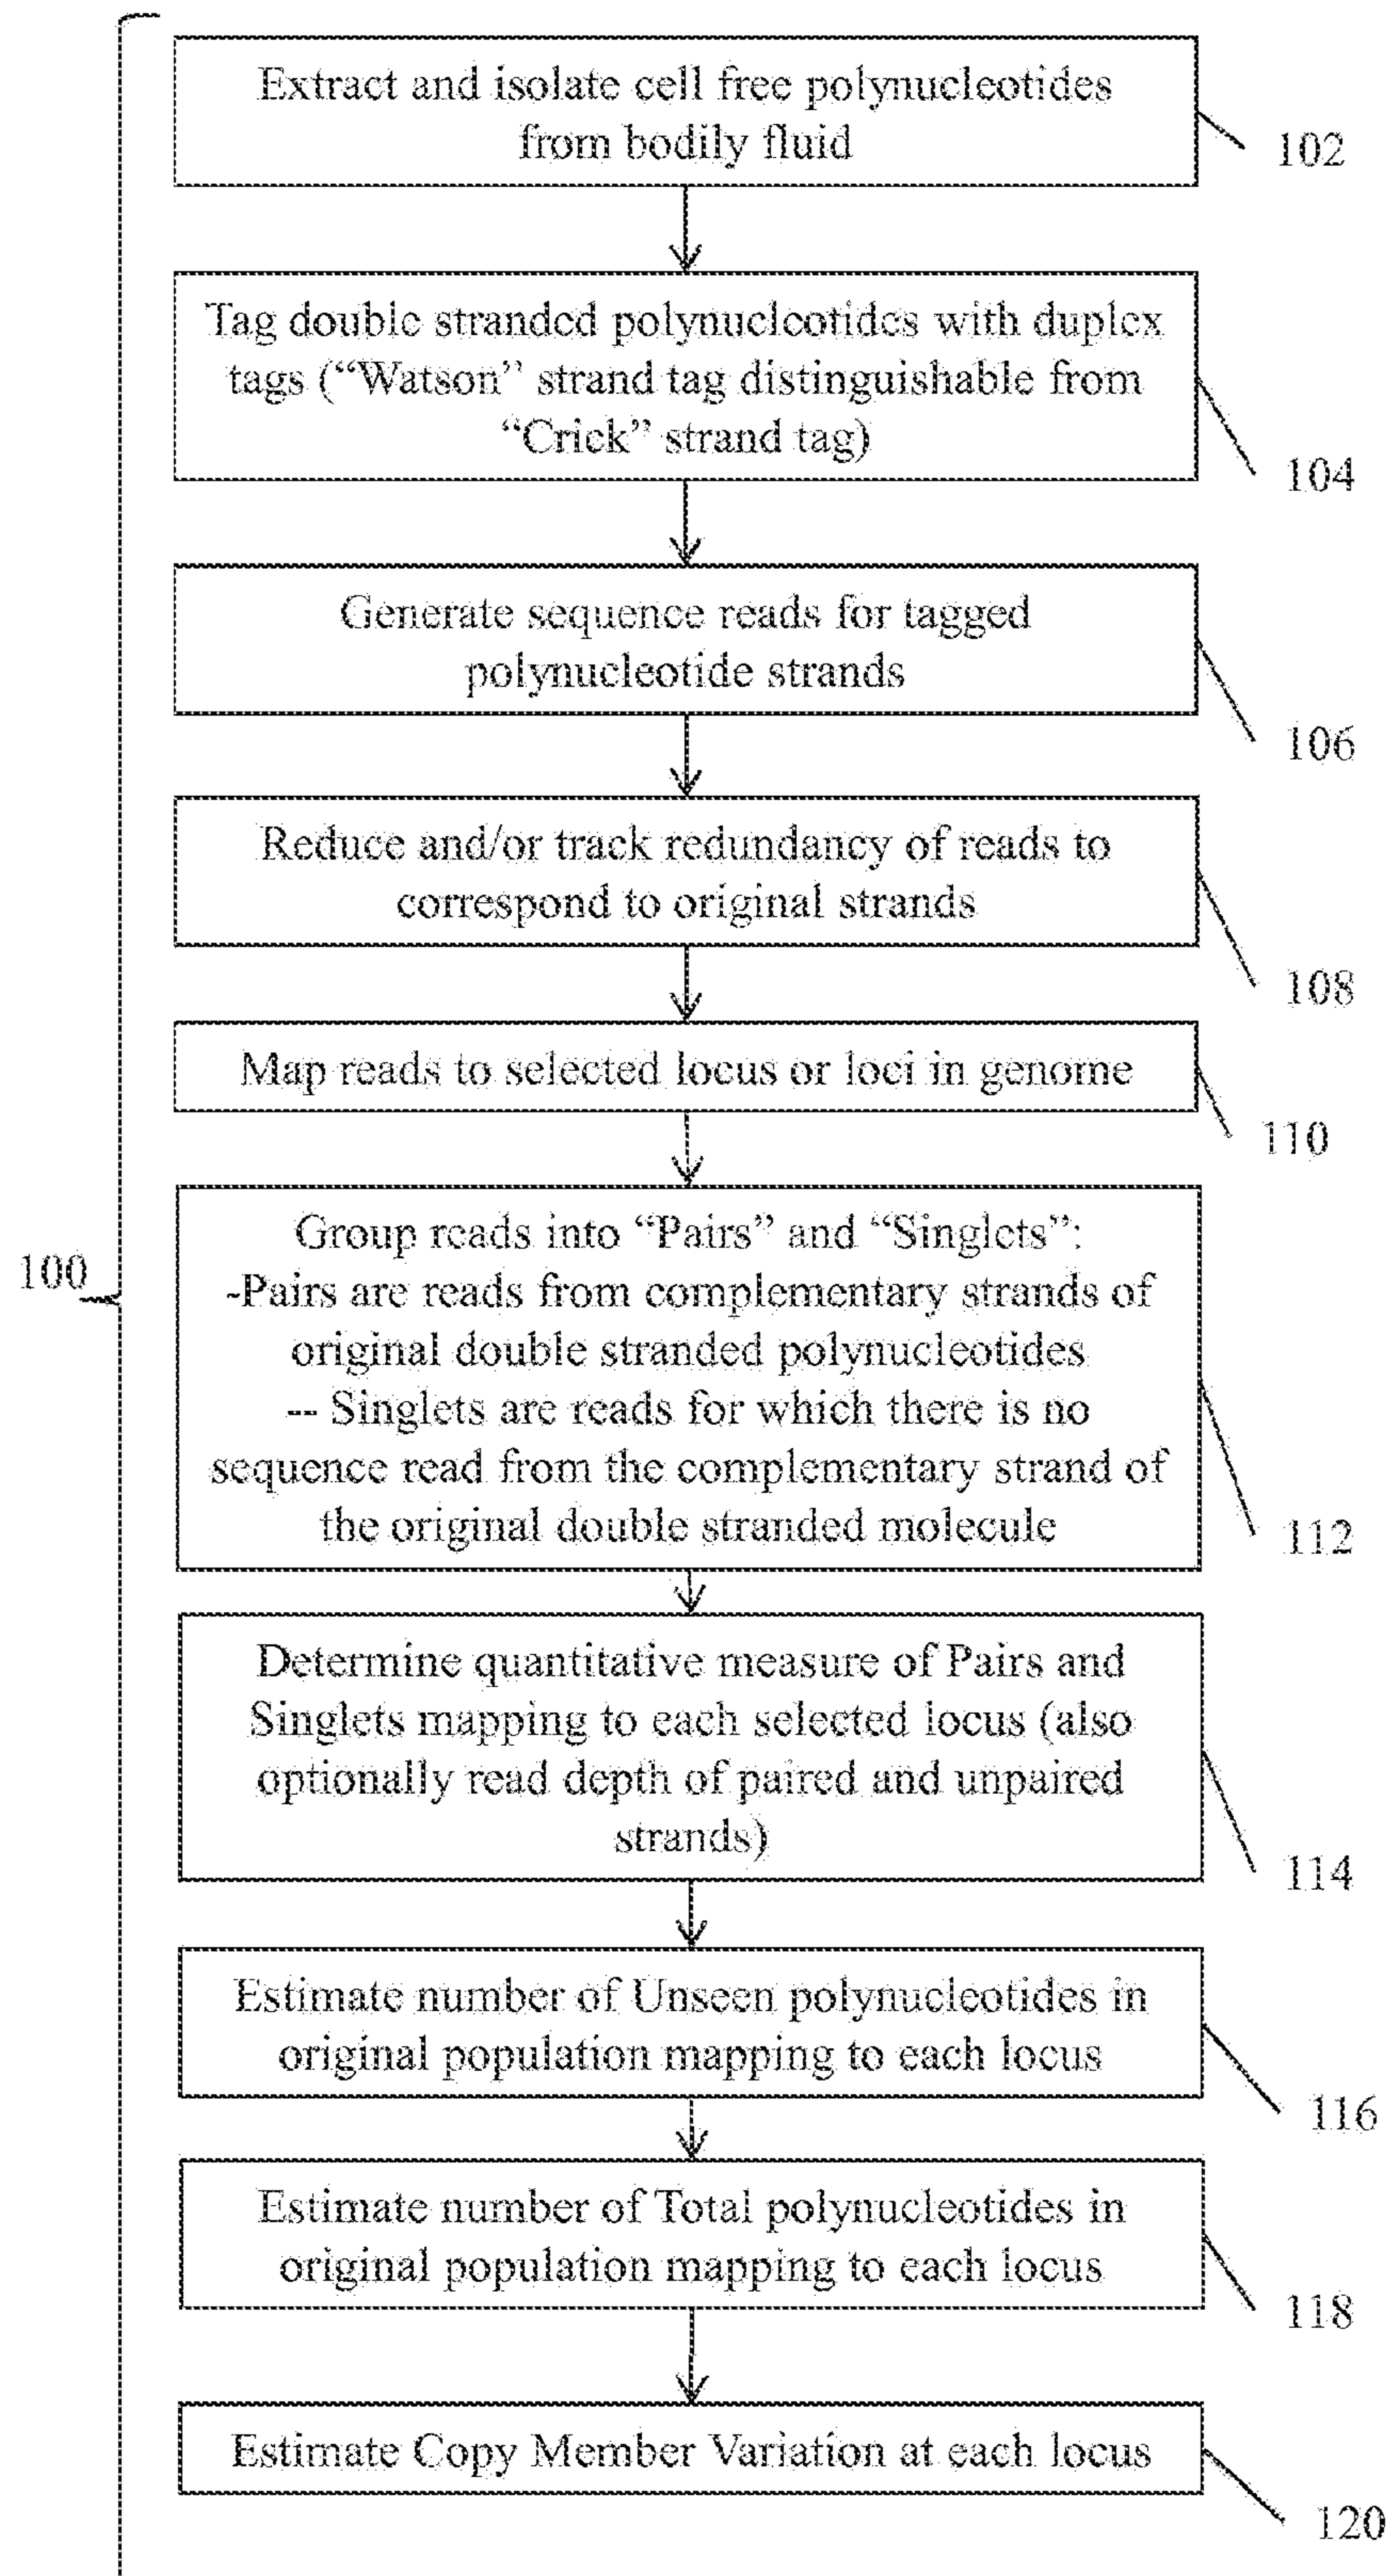 Extract and isolate cell free polynucleotides
from bodily fluid
102
Tag double stranded polynucleotides with duplex
tags (“Watson” strand tag distinguishable from
“Crick” strand tag)
104
Generate sequence reads for tagged
polynucleotide strands
106
Reduce and/or track redundancy of reads to
correspond to original strands
108
Map reads to selected locus or loci in genome
110
100
Group reads into “Pairs” and “Singlets”:
-Pairs are reads from complementary strands of
original double stranded polynucleotides
-- Singlets are reads for which there is no
sequence read from the complementary strand of
the original double stranded molecule
112
Determine quantitative measure of Pairs and
Singlets mapping to each selected locus (also
optionally read depth of paired and unpaired
strands)
114
Estimate number of Unseen polynucleotides in
original population mapping to each locus
116
Estimate number of Total polynucleotides in
original population mapping to each locus
118
Estimate Copy Member Variation at each locus
120